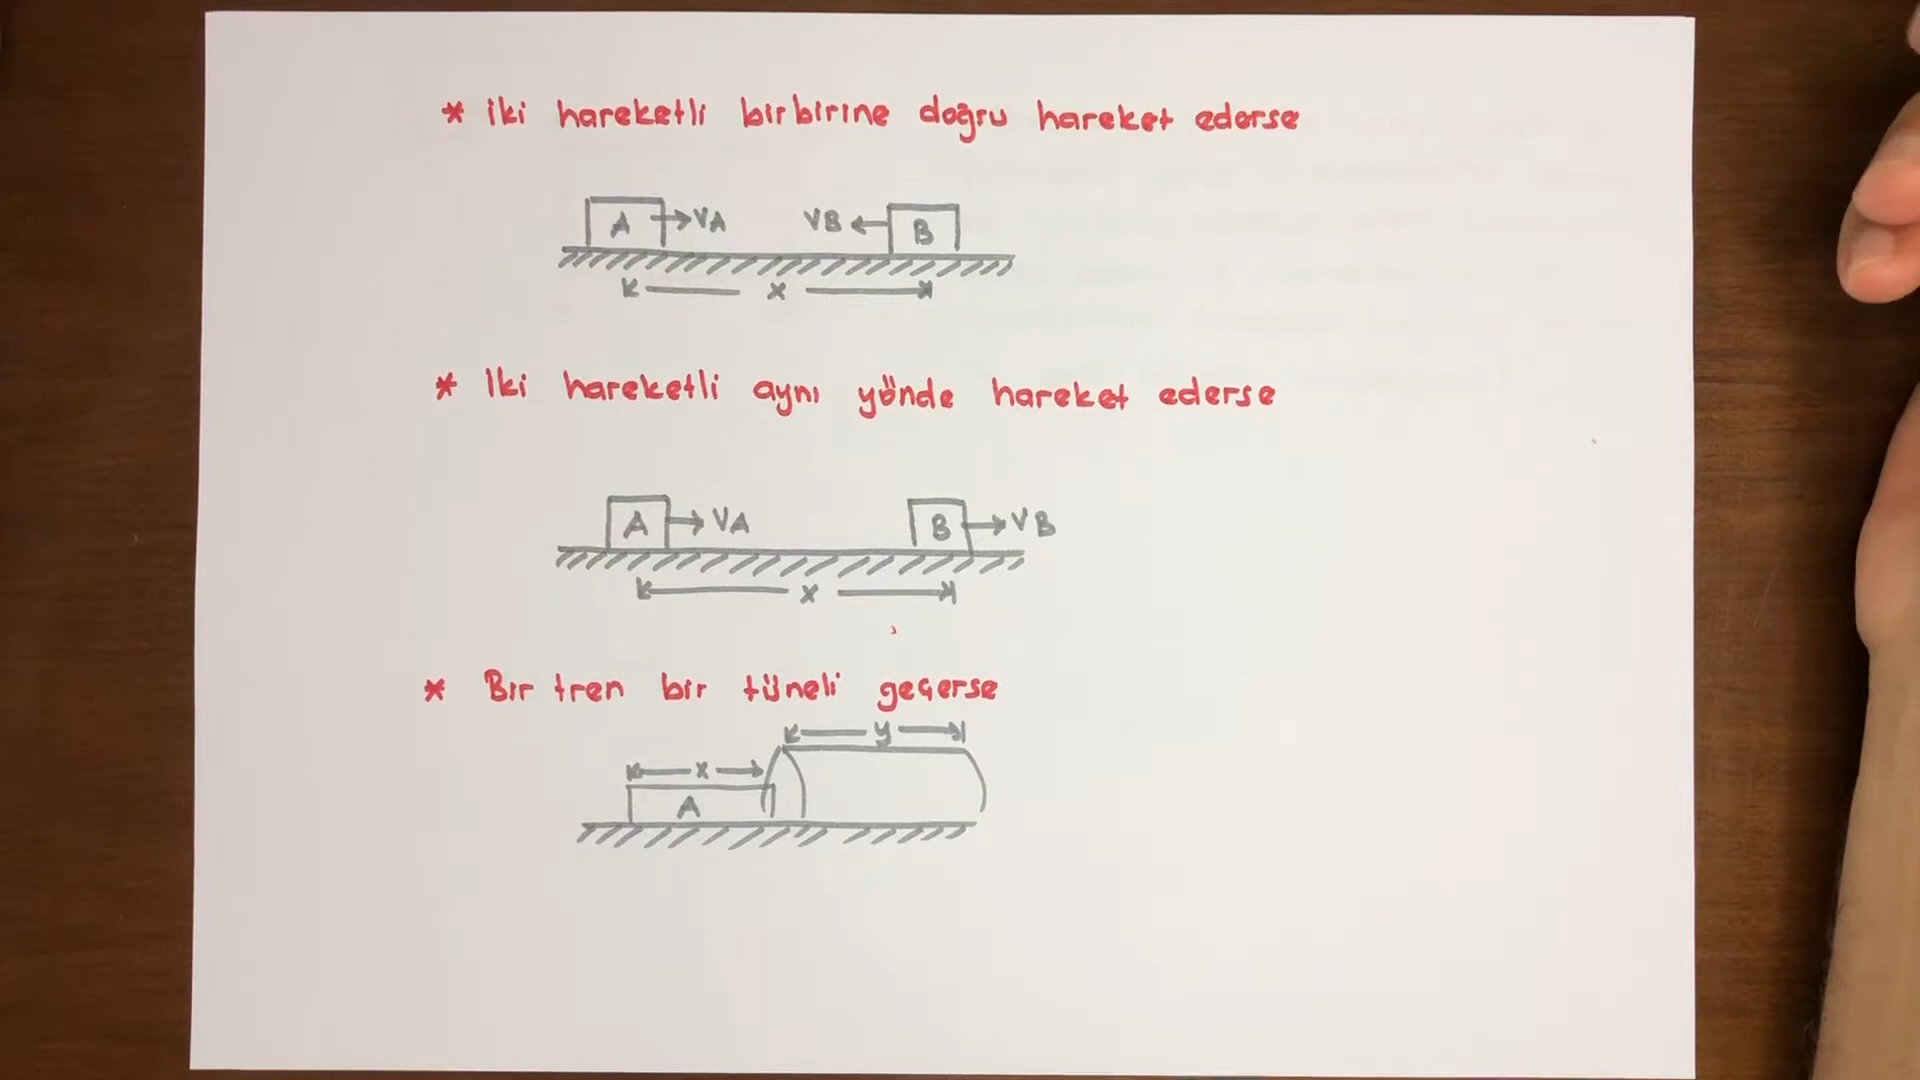 * iki hareketli birbirine doğru hareket ederse
A VA VB B
x
* Iki hareketli aynı yönde hareket ederse
A VA B VB
x
* Bir tren bir tüneli geçerse
y
x
A